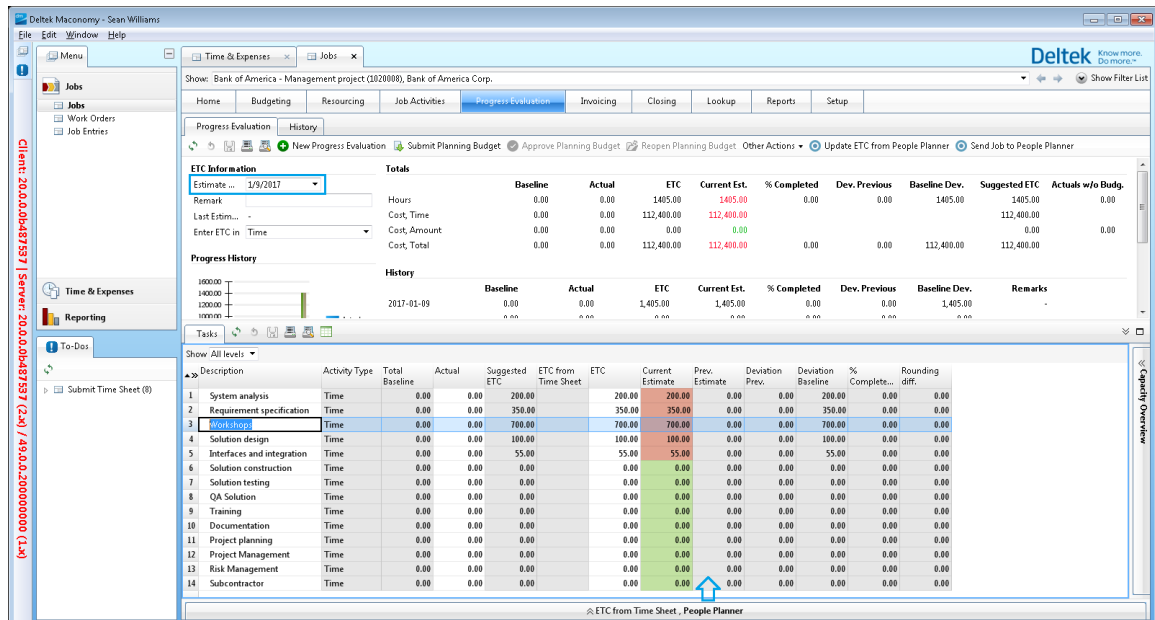 Deltek Maconomy - Sean Williams
File Edit Window Help
Menu
Time & Expenses
Jobs
Deltek Know more. Do more.™
Show: Bank of America - Management project (1020008), Bank of America Corp.
Show Filter List
Jobs
Jobs
Work Orders
Job Entries
Time & Expenses
Reporting
To-Dos
Submit Time Sheet (8)
Client: 20.0.0.0b487537 | Server: 20.0.0.0b487537 (2.x) / 49.0.0.200000000 (1.x)
Home Budgeting Resourcing Job Activities Progress Evaluation Invoicing Closing Lookup Reports Setup
Progress Evaluation History
New Progress Evaluation Submit Planning Budget Approve Planning Budget Reopen Planning Budget Other Actions Update ETC from People Planner Send Job to People Planner
ETC Information
Estimate ... 1/9/2017
Remark
Last Estim... -
Enter ETC in Time
Progress History
1600.00
1400.00
1200.00
1000.00
Totals
Baseline Actual ETC Current Est. % Completed Dev. Previous Baseline Dev. Suggested ETC Actuals w/o Budg.
Hours 0.00 0.00 1405.00 1405.00 0.00 0.00 1405.00 1405.00 0.00
Cost, Time 0.00 0.00 112,400.00 112,400.00 112,400.00
Cost, Amount 0.00 0.00 0.00 0.00 0.00 0.00
Cost, Total 0.00 0.00 112,400.00 112,400.00 0.00 0.00 112,400.00 112,400.00
History
Baseline Actual ETC Current Est. % Completed Dev. Previous Baseline Dev. Remarks
2017-01-09 0.00 0.00 1,405.00 1,405.00 0.00 0.00 1,405.00 -
Tasks
Show All levels
Description Activity Type Total Baseline Actual Suggested ETC ETC from Time Sheet ETC Current Estimate Prev. Estimate Deviation Prev. Deviation Baseline % Complete... Rounding diff.
1 System analysis Time 0.00 0.00 200.00 200.00 200.00 0.00 0.00 200.00 0.00 0.00
2 Requirement specification Time 0.00 0.00 350.00 350.00 350.00 0.00 0.00 350.00 0.00 0.00
3 Workshops Time 0.00 0.00 700.00 700.00 700.00 0.00 0.00 700.00 0.00 0.00
4 Solution design Time 0.00 0.00 100.00 100.00 100.00 0.00 0.00 100.00 0.00 0.00
5 Interfaces and integration Time 0.00 0.00 55.00 55.00 55.00 0.00 0.00 55.00 0.00 0.00
6 Solution construction Time 0.00 0.00 0.00 0.00 0.00 0.00 0.00 0.00 0.00 0.00
7 Solution testing Time 0.00 0.00 0.00 0.00 0.00 0.00 0.00 0.00 0.00 0.00
8 QA Solution Time 0.00 0.00 0.00 0.00 0.00 0.00 0.00 0.00 0.00 0.00
9 Training Time 0.00 0.00 0.00 0.00 0.00 0.00 0.00 0.00 0.00 0.00
10 Documentation Time 0.00 0.00 0.00 0.00 0.00 0.00 0.00 0.00 0.00 0.00
11 Project planning Time 0.00 0.00 0.00 0.00 0.00 0.00 0.00 0.00 0.00 0.00
12 Project Management Time 0.00 0.00 0.00 0.00 0.00 0.00 0.00 0.00 0.00 0.00
13 Risk Management Time 0.00 0.00 0.00 0.00 0.00 0.00 0.00 0.00 0.00 0.00
14 Subcontractor Time 0.00 0.00 0.00 0.00 0.00 0.00 0.00 0.00 0.00 0.00
Capacity Overview
ETC from Time Sheet , People Planner